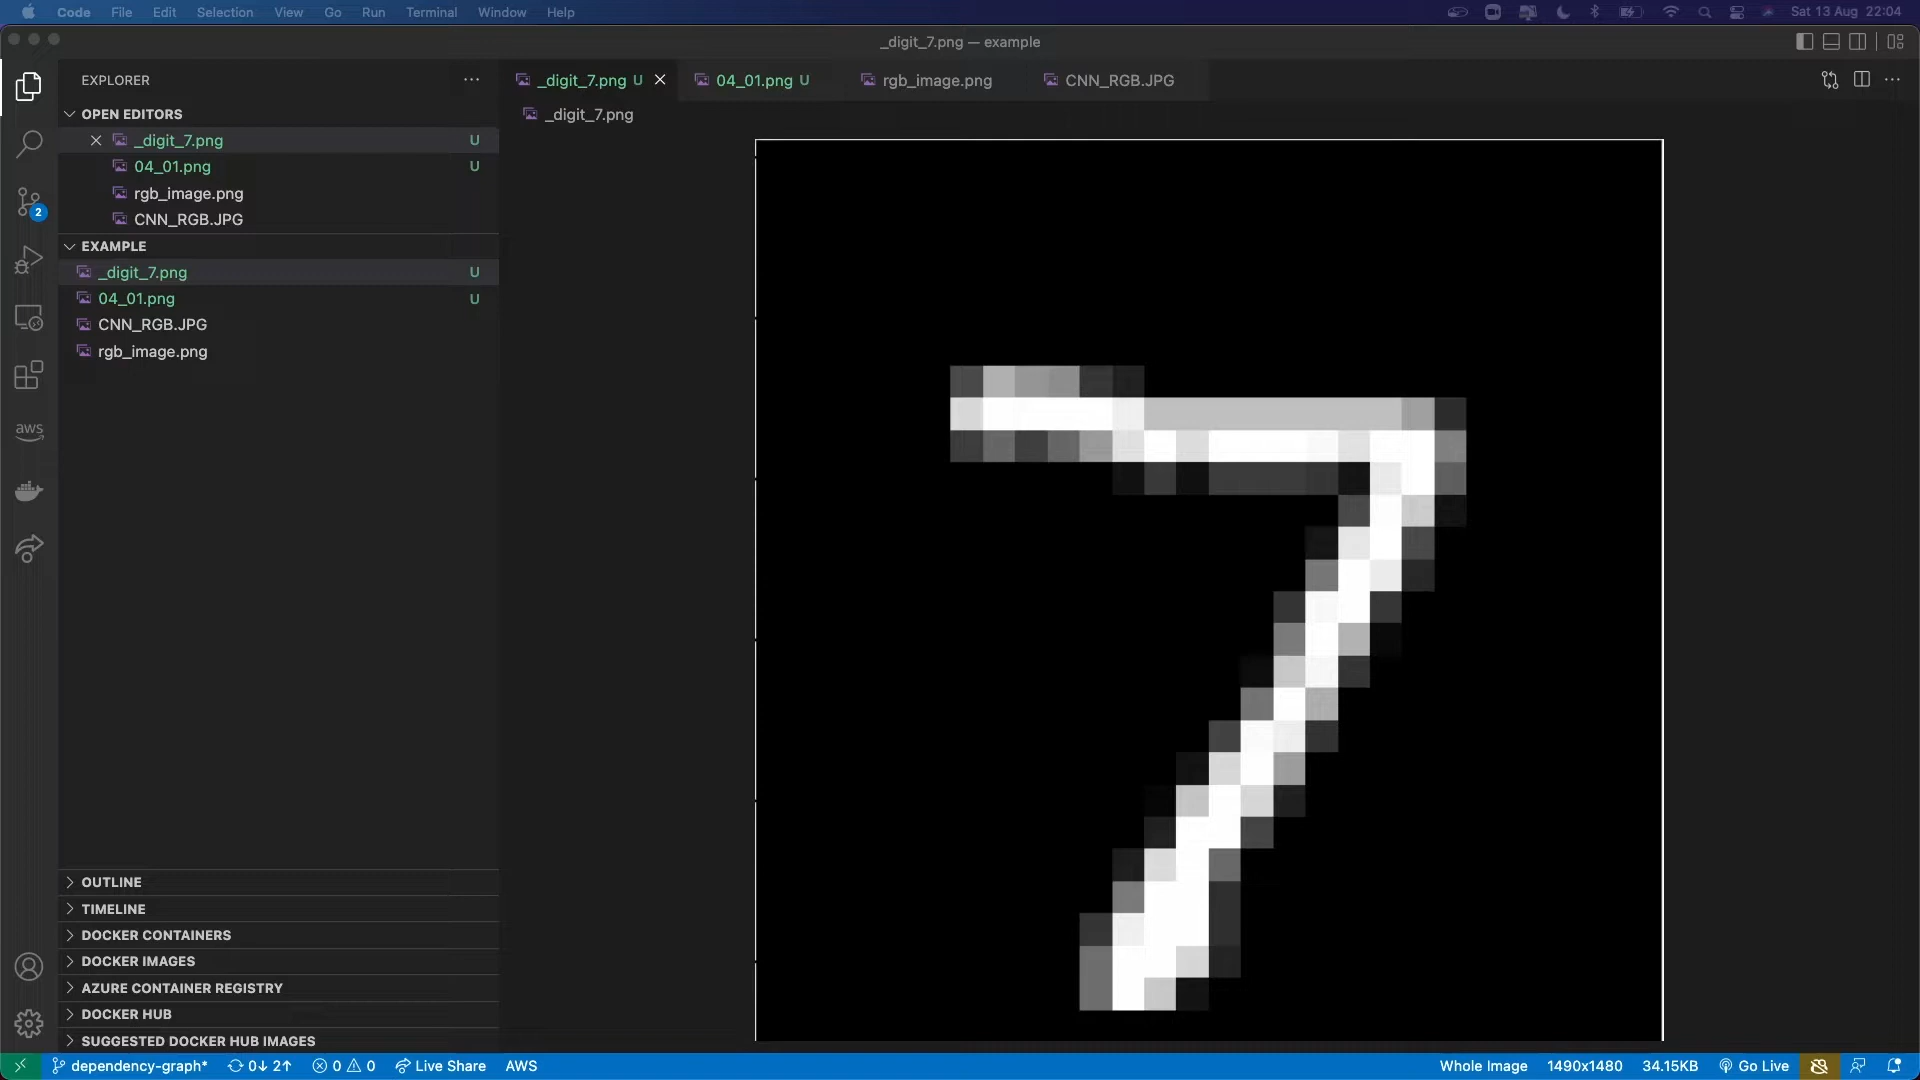 Code File Edit Selection View Go Run Terminal Window Help Sat 13 Aug 22:04
_digit_7.png — example
EXPLORER
_digit_7.png U 04_01.png U rgb_image.png CNN_RGB.JPG
OPEN EDITORS
_digit_7.png
_digit_7.png U
04_01.png U
rgb_image.png
CNN_RGB.JPG
EXAMPLE
_digit_7.png U
04_01.png U
CNN_RGB.JPG
rgb_image.png
2
aws
7
OUTLINE
TIMELINE
DOCKER CONTAINERS
DOCKER IMAGES
AZURE CONTAINER REGISTRY
DOCKER HUB
SUGGESTED DOCKER HUB IMAGES
dependency-graph* 0↓ 2↑ 0 0 Live Share AWS Whole Image 1490x1480 34.15KB Go Live